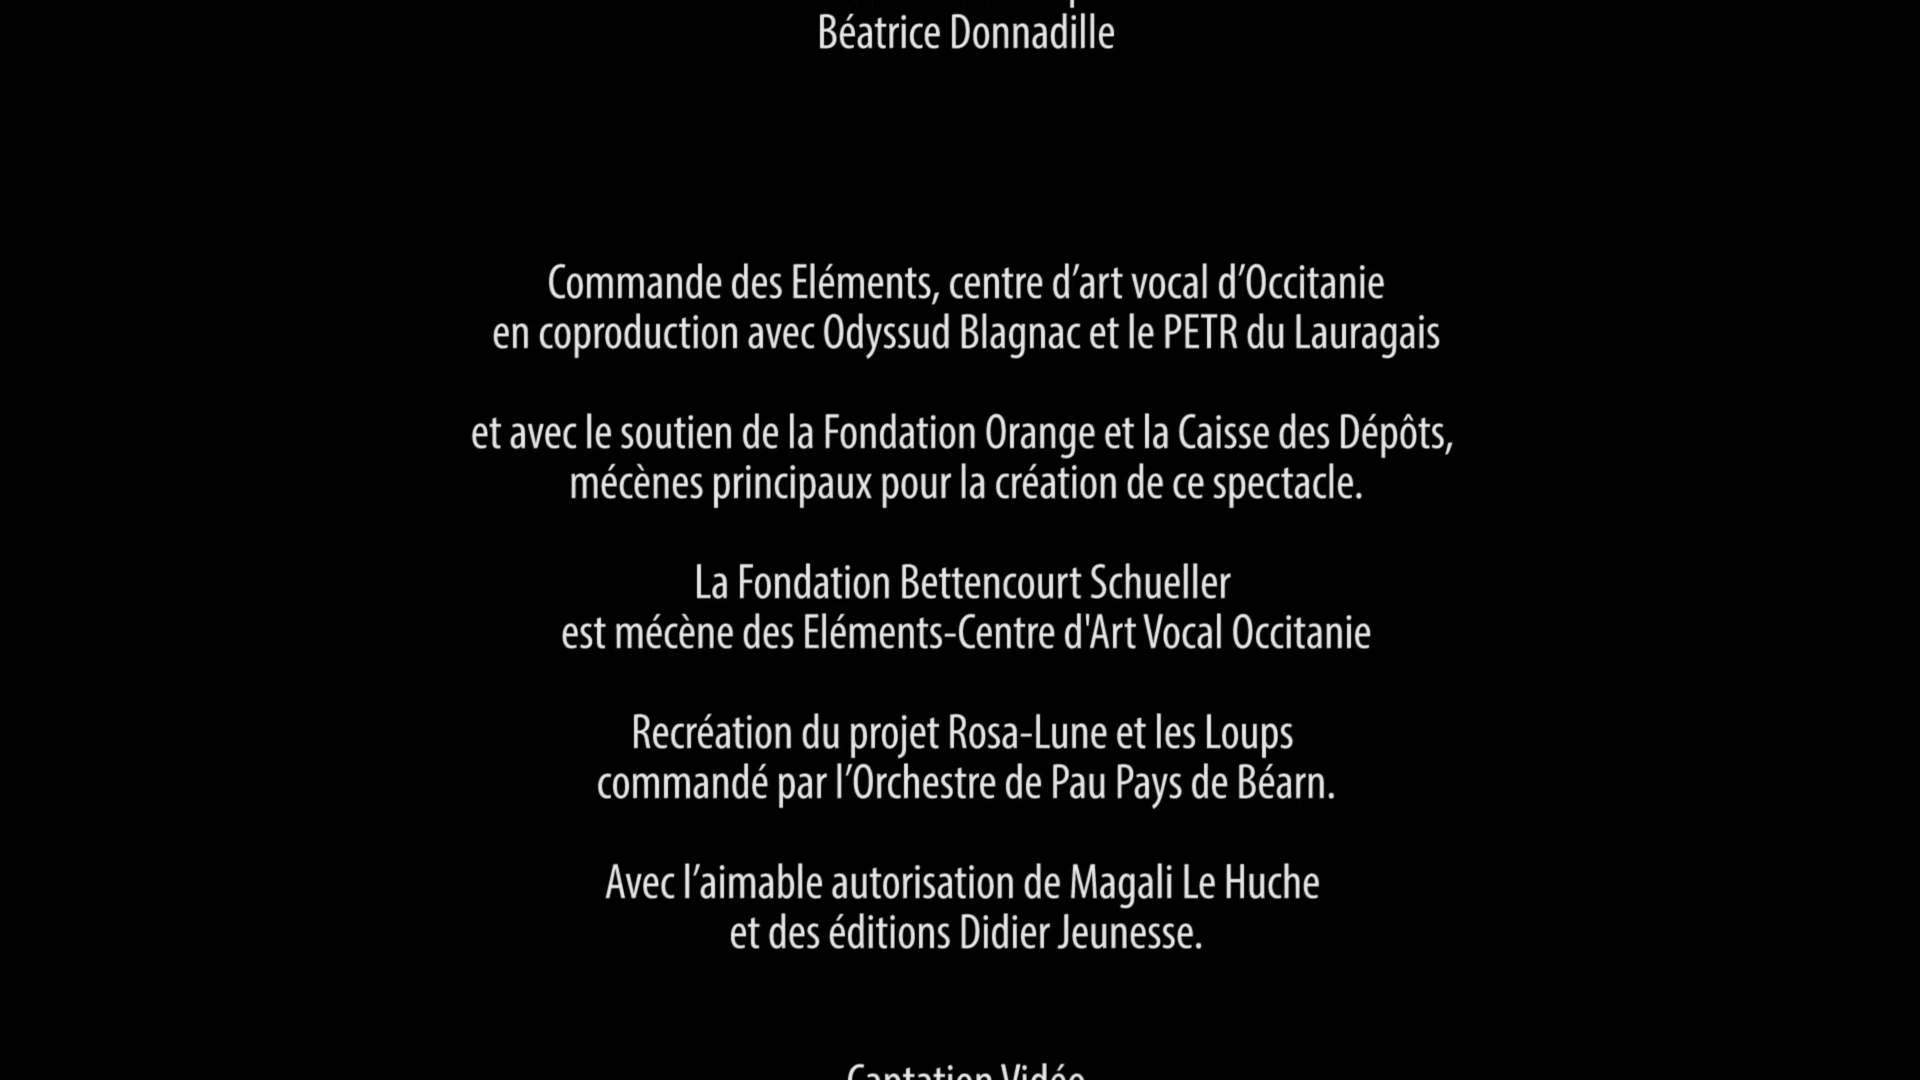 Béatrice Donnadille
Commande des Eléments, centre d’art vocal d’Occitanie
en coproduction avec Odyssud Blagnac et le PETR du Lauragais
et avec le soutien de la Fondation Orange et la Caisse des Dépôts,
mécènes principaux pour la création de ce spectacle.
La Fondation Bettencourt Schueller
est mécène des Eléments-Centre d'Art Vocal Occitanie
Recréation du projet Rosa-Lune et les Loups
commandé par l’Orchestre de Pau Pays de Béarn.
Avec l’aimable autorisation de Magali Le Huche
et des éditions Didier Jeunesse.
Captation Vidéo